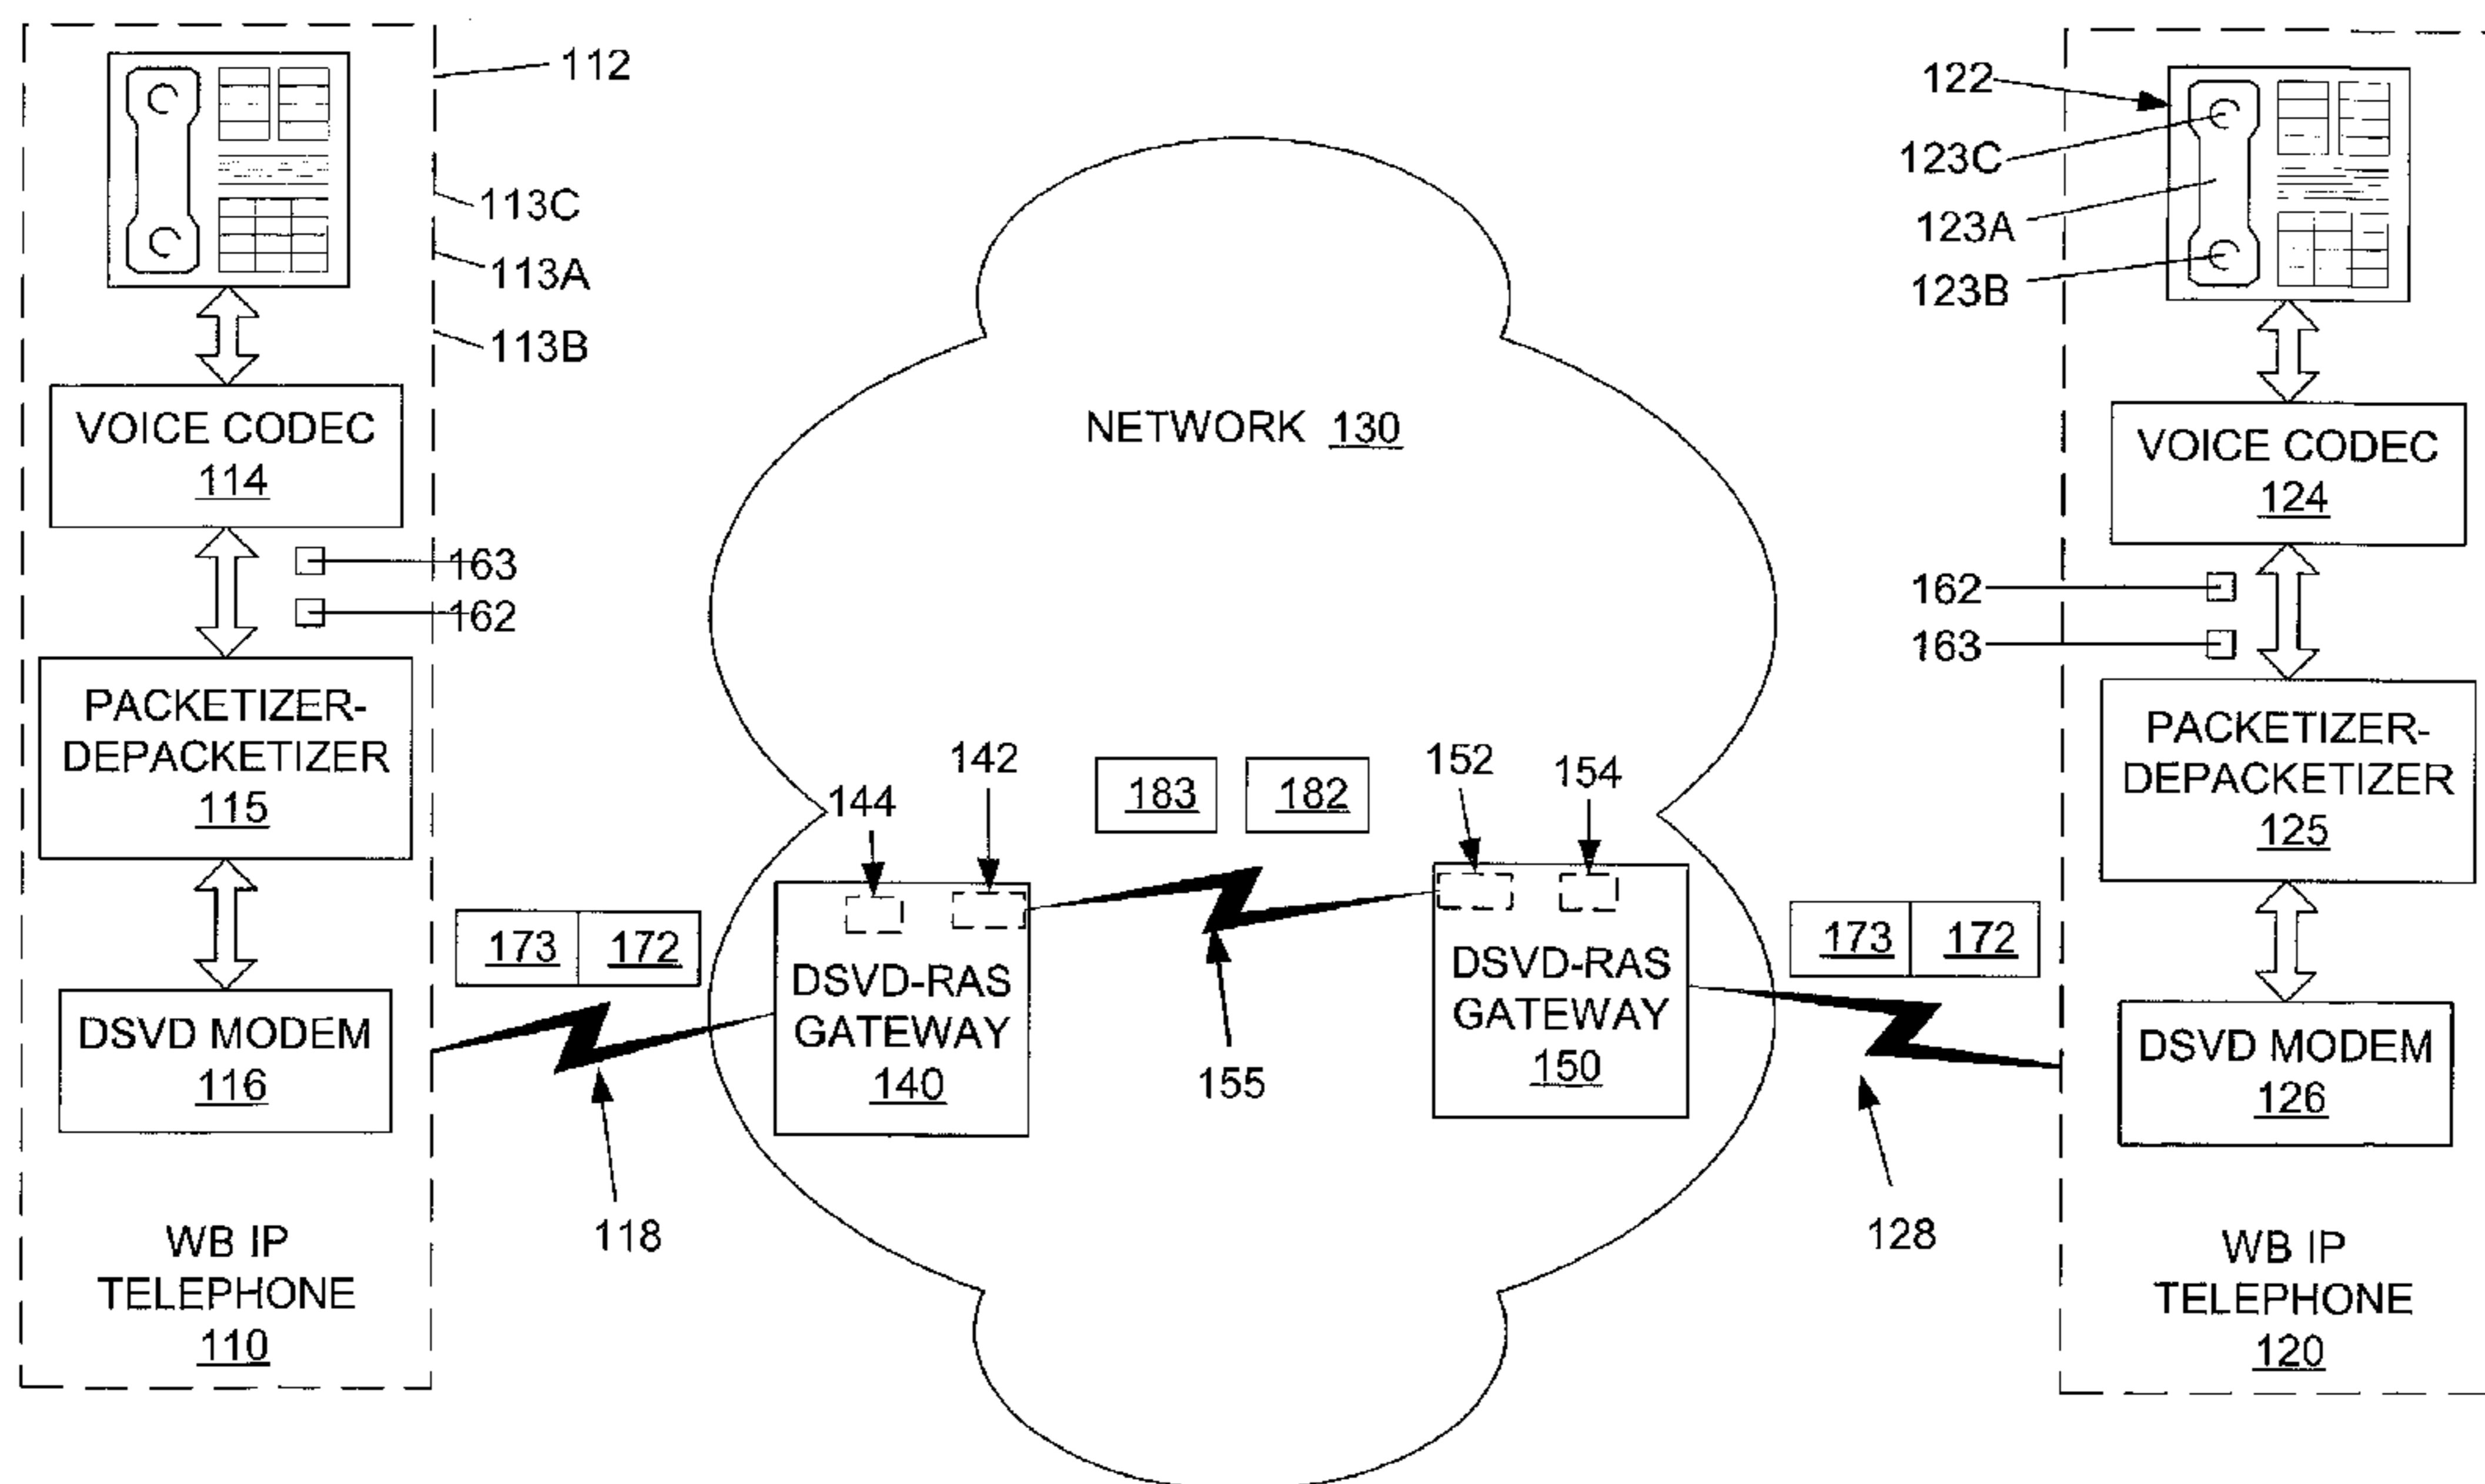 112
113C
113A
113B
VOICE CODEC
114
163
162
PACKETIZER-
DEPACKETIZER
115
DSVD MODEM
116
WB IP
TELEPHONE
110
173 172
118
NETWORK 130
144
142
183 182
152
154
DSVD-RAS
GATEWAY
140
155
DSVD-RAS
GATEWAY
150
173 172
128
122
123C
123A
123B
VOICE CODEC
124
162
163
PACKETIZER-
DEPACKETIZER
125
DSVD MODEM
126
WB IP
TELEPHONE
120